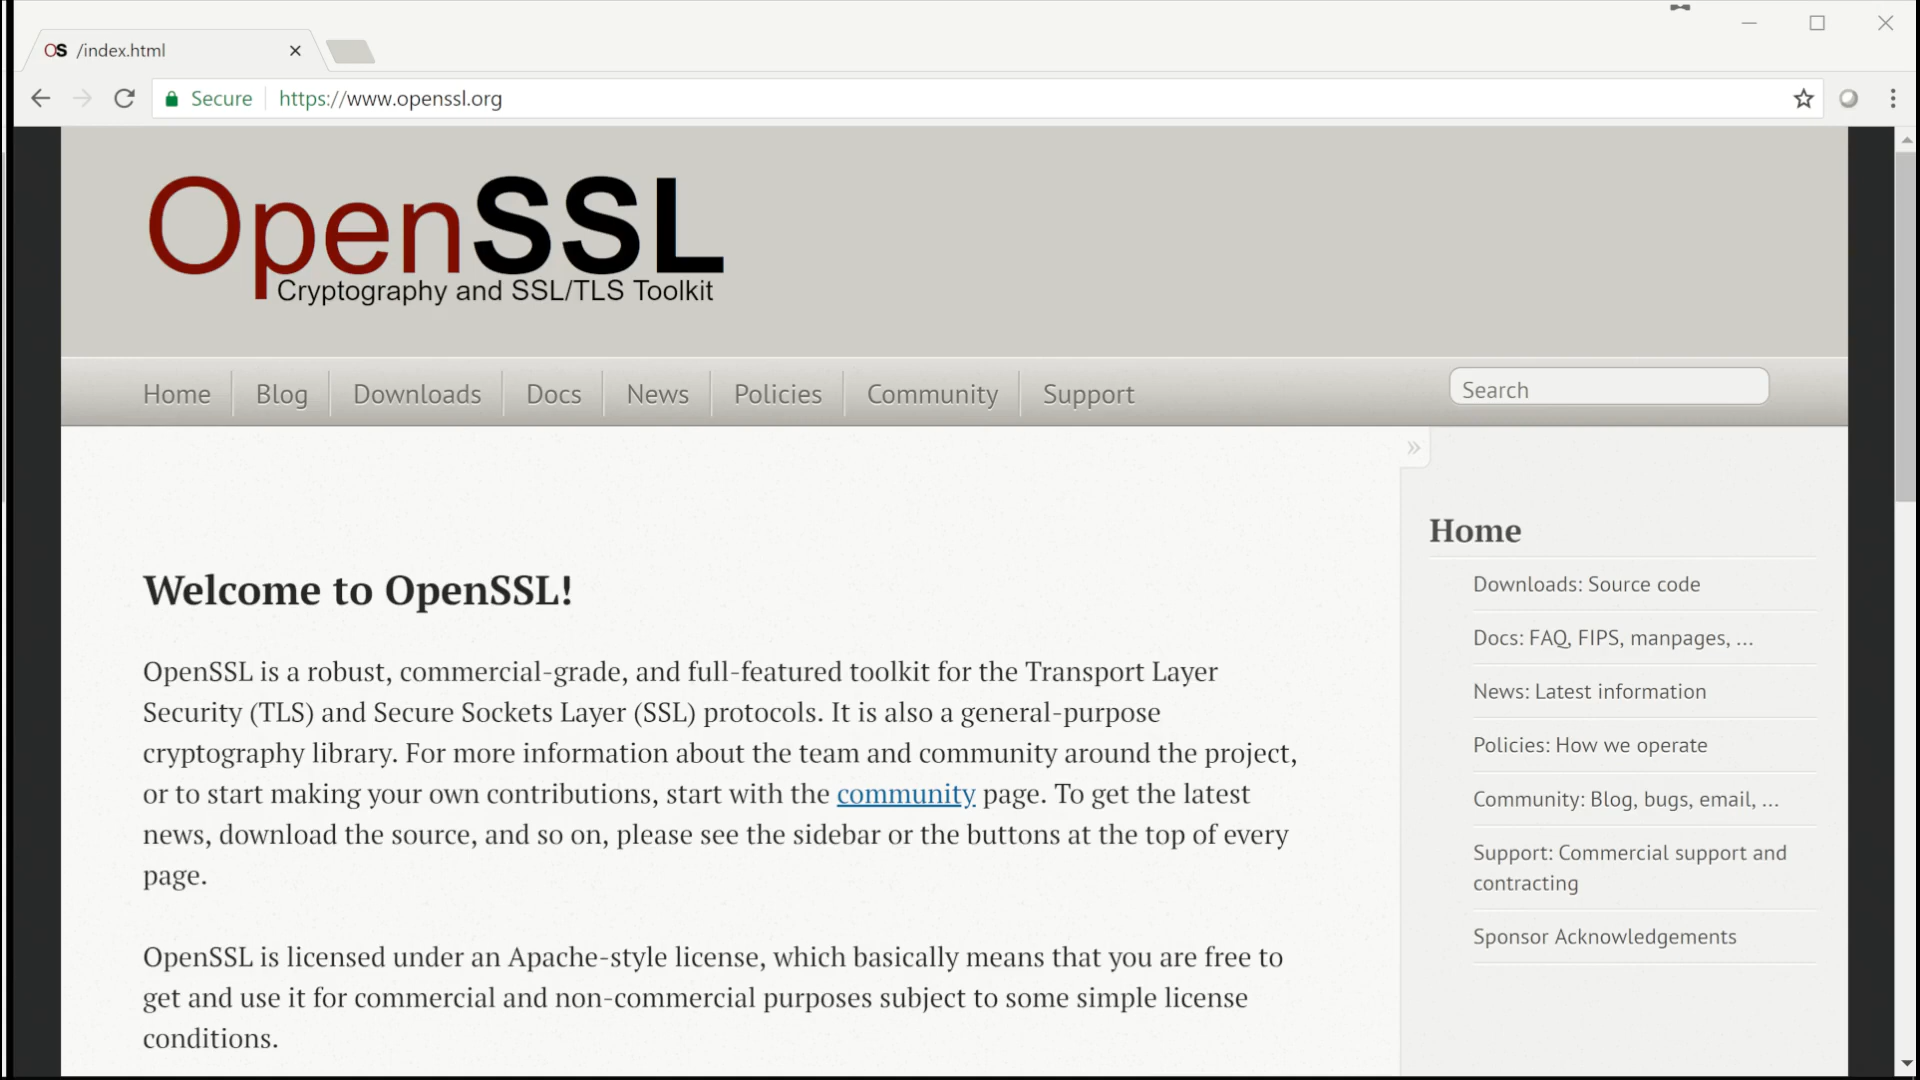 OS /index.html
Secure https://www.openssl.org
OpenSSL
Cryptography and SSL/TLS Toolkit
Home Blog Downloads Docs News Policies Community Support Search
»
Welcome to OpenSSL!
OpenSSL is a robust, commercial-grade, and full-featured toolkit for the Transport Layer
Security (TLS) and Secure Sockets Layer (SSL) protocols. It is also a general-purpose
cryptography library. For more information about the team and community around the project,
or to start making your own contributions, start with the community page. To get the latest
news, download the source, and so on, please see the sidebar or the buttons at the top of every
page.
OpenSSL is licensed under an Apache-style license, which basically means that you are free to
get and use it for commercial and non-commercial purposes subject to some simple license
conditions.
Home
Downloads: Source code
Docs: FAQ, FIPS, manpages, ...
News: Latest information
Policies: How we operate
Community: Blog, bugs, email, ...
Support: Commercial support and
contracting
Sponsor Acknowledgements